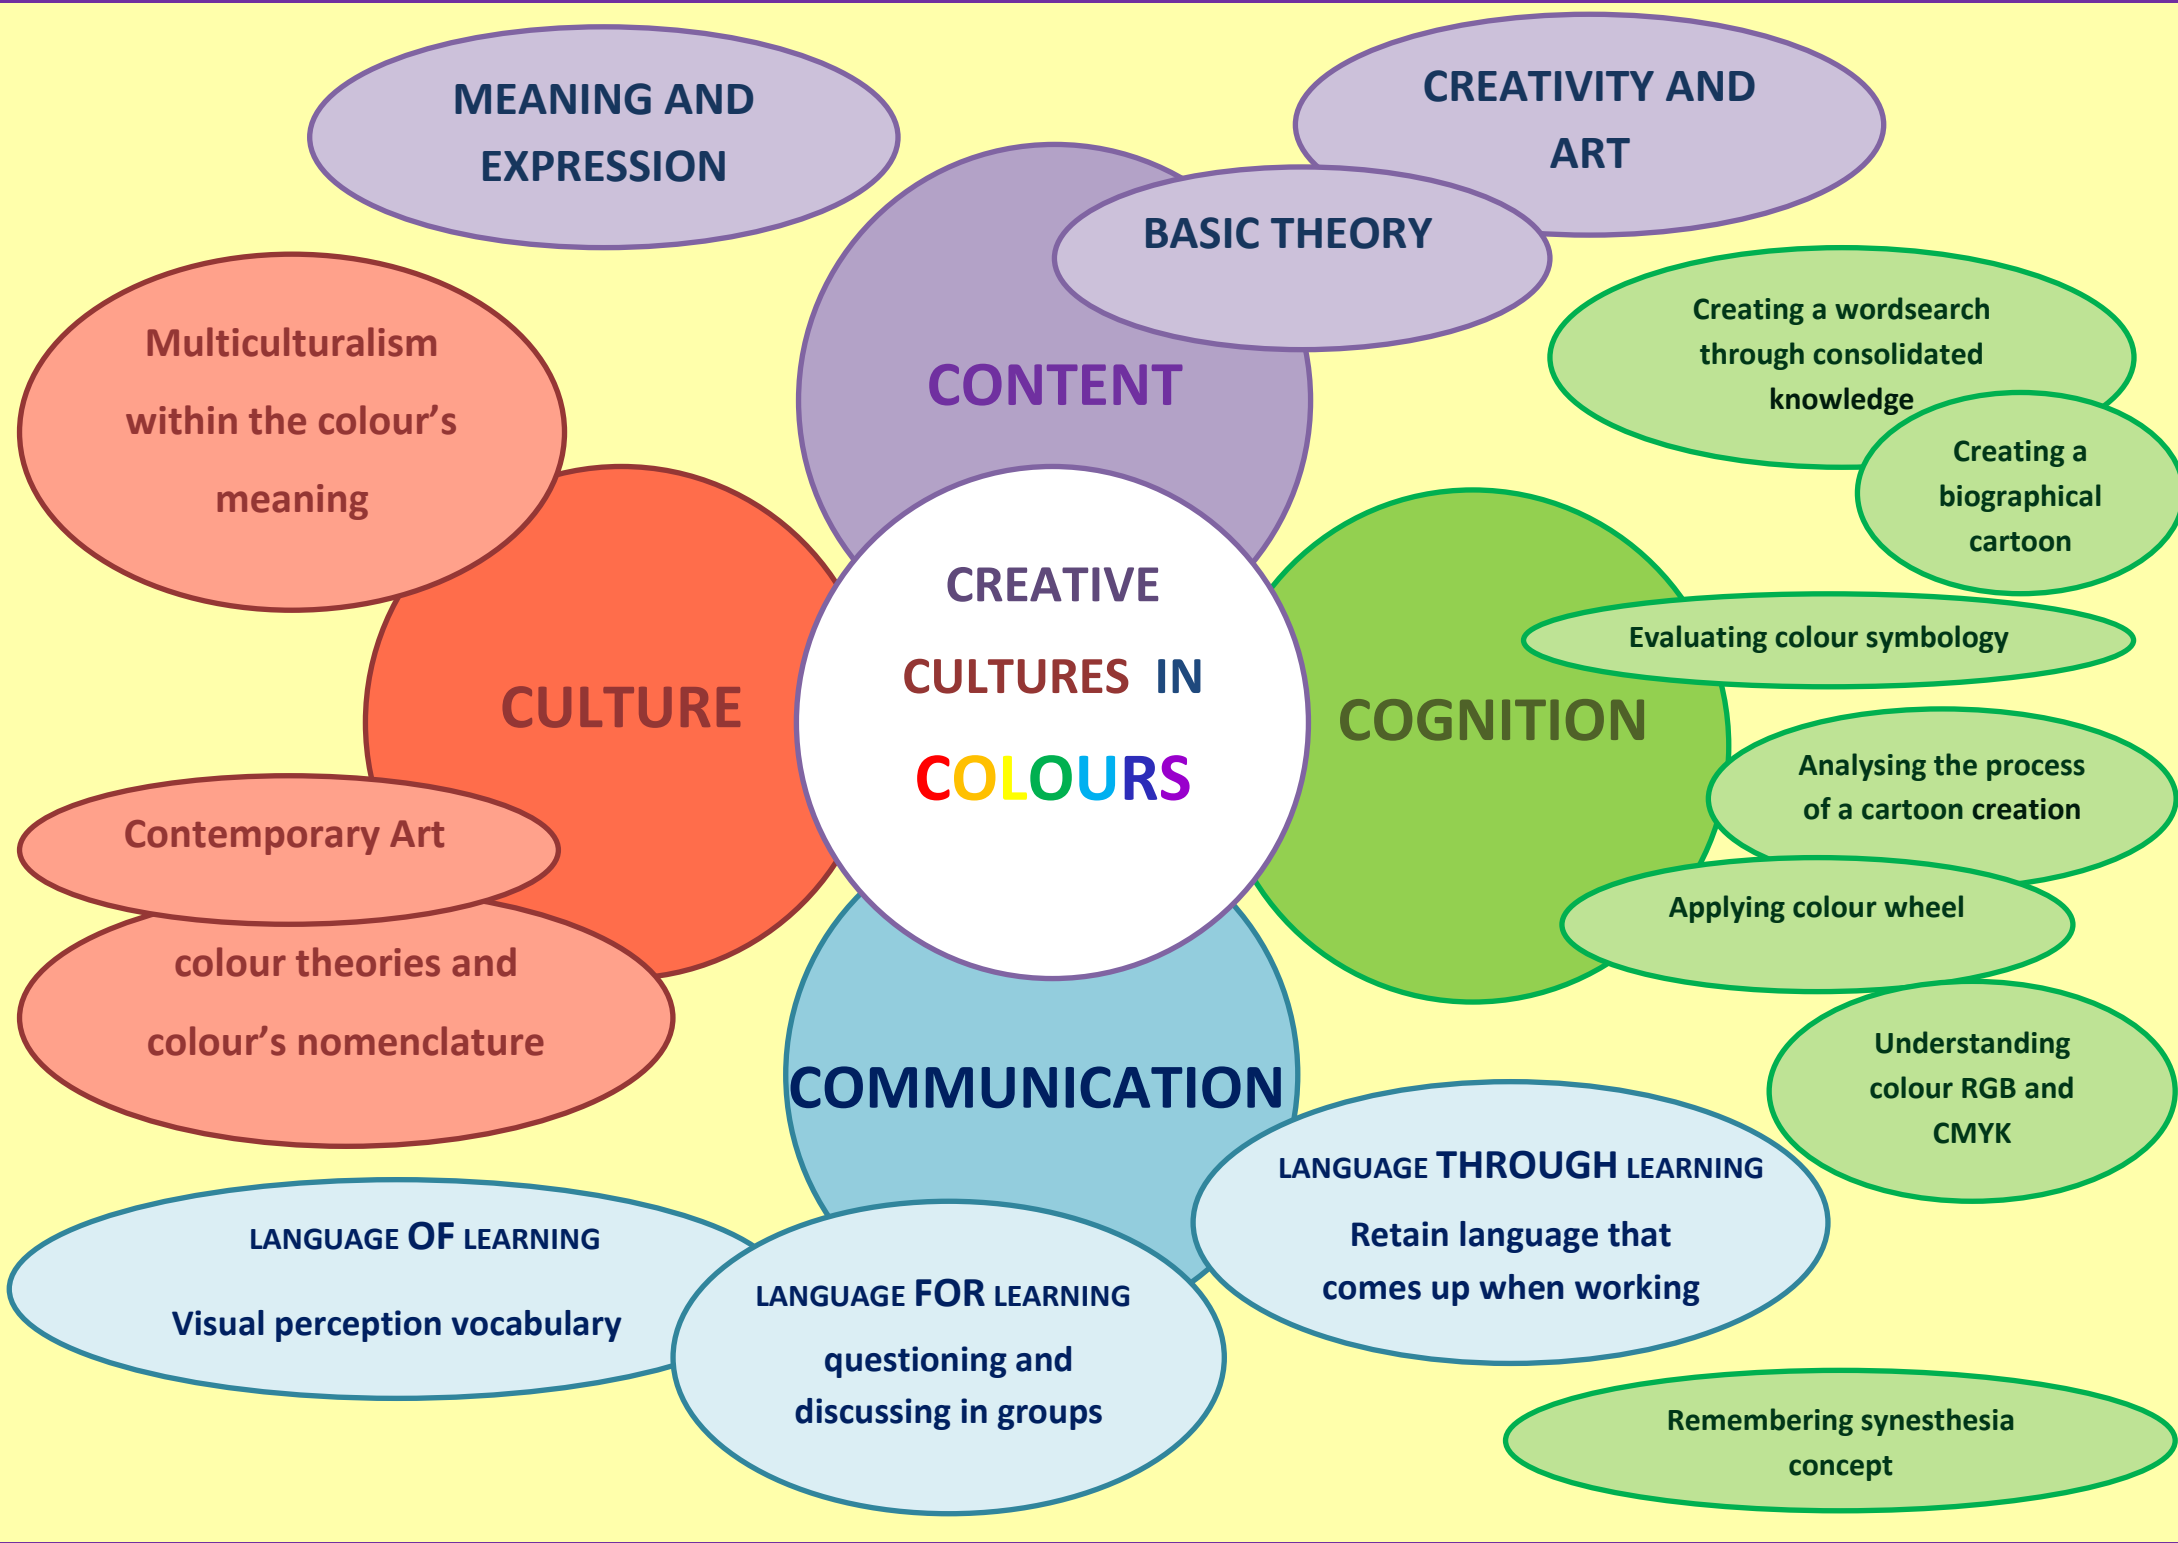 MEANING AND
EXPRESSION
CREATIVITY AND
ART
BASIC THEORY
CONTENT
Multiculturalism
within the colour’s
meaning
CULTURE
Contemporary Art
colour theories and
colour’s nomenclature
CREATIVE
CULTURES IN
COLOURS
COGNITION
Creating a wordsearch
through consolidated
knowledge
Creating a
biographical
cartoon
Evaluating colour symbology
Analysing the process
of a cartoon creation
Applying colour wheel
Understanding
colour RGB and
CMYK
Remembering synesthesia
concept
COMMUNICATION
LANGUAGE OF LEARNING
Visual perception vocabulary
LANGUAGE FOR LEARNING
questioning and
discussing in groups
LANGUAGE THROUGH LEARNING
Retain language that
comes up when working